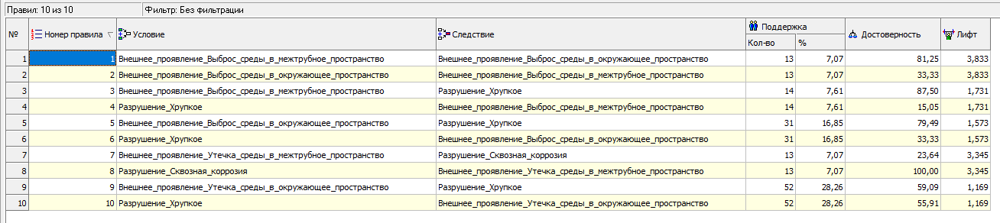 Правил: 10 из 10 Фильтр: Без фильтрации
№ Номер правила Условие Следствие Поддержка Достоверность Лифт
Кол-во %
1 1 Внешнее_проявление_Выброс_среды_в_межтрубное_пространство Внешнее_проявление_Выброс_среды_в_окружающее_пространство 13 7,07 81,25 3,833
2 2 Внешнее_проявление_Выброс_среды_в_окружающее_пространство Внешнее_проявление_Выброс_среды_в_межтрубное_пространство 13 7,07 33,33 3,833
3 3 Внешнее_проявление_Выброс_среды_в_межтрубное_пространство Разрушение_Хрупкое 14 7,61 87,50 1,731
4 4 Разрушение_Хрупкое Внешнее_проявление_Выброс_среды_в_межтрубное_пространство 14 7,61 15,05 1,731
5 5 Внешнее_проявление_Выброс_среды_в_окружающее_пространство Разрушение_Хрупкое 31 16,85 79,49 1,573
6 6 Разрушение_Хрупкое Внешнее_проявление_Выброс_среды_в_окружающее_пространство 31 16,85 33,33 1,573
7 7 Внешнее_проявление_Утечка_среды_в_межтрубное_пространство Разрушение_Сквозная_коррозия 13 7,07 23,64 3,345
8 8 Разрушение_Сквозная_коррозия Внешнее_проявление_Утечка_среды_в_межтрубное_пространство 13 7,07 100,00 3,345
9 9 Внешнее_проявление_Утечка_среды_в_окружающее_пространство Разрушение_Хрупкое 52 28,26 59,09 1,169
10 10 Разрушение_Хрупкое Внешнее_проявление_Утечка_среды_в_окружающее_пространство 52 28,26 55,91 1,169